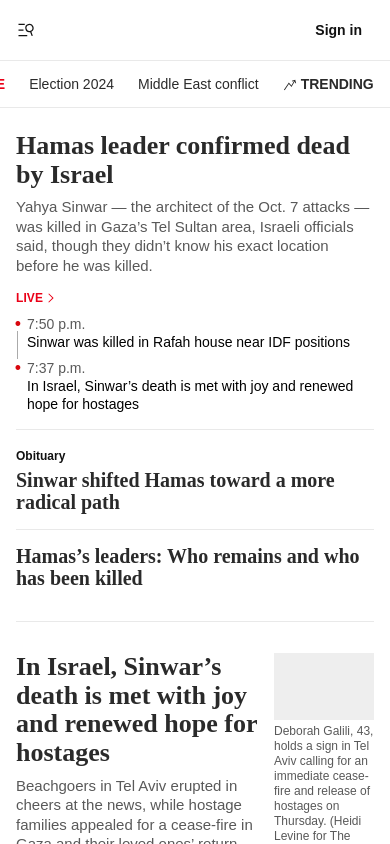 Sign in
E
Election 2024
Middle East conflict
TRENDING
Hamas leader confirmed dead
by Israel
Yahya Sinwar — the architect of the Oct. 7 attacks —
was killed in Gaza’s Tel Sultan area, Israeli officials
said, though they didn’t know his exact location
before he was killed.
LIVE
7:50 p.m.
Sinwar was killed in Rafah house near IDF positions
7:37 p.m.
In Israel, Sinwar’s death is met with joy and renewed
hope for hostages
Obituary
Sinwar shifted Hamas toward a more
radical path
Hamas’s leaders: Who remains and who
has been killed
In Israel, Sinwar’s
death is met with joy
and renewed hope for
hostages
Beachgoers in Tel Aviv erupted in
cheers at the news, while hostage
families appealed for a cease-fire in
Gaza and their loved ones’ return
Deborah Galili, 43,
holds a sign in Tel
Aviv calling for an
immediate cease-
fire and release of
hostages on
Thursday. (Heidi
Levine for The